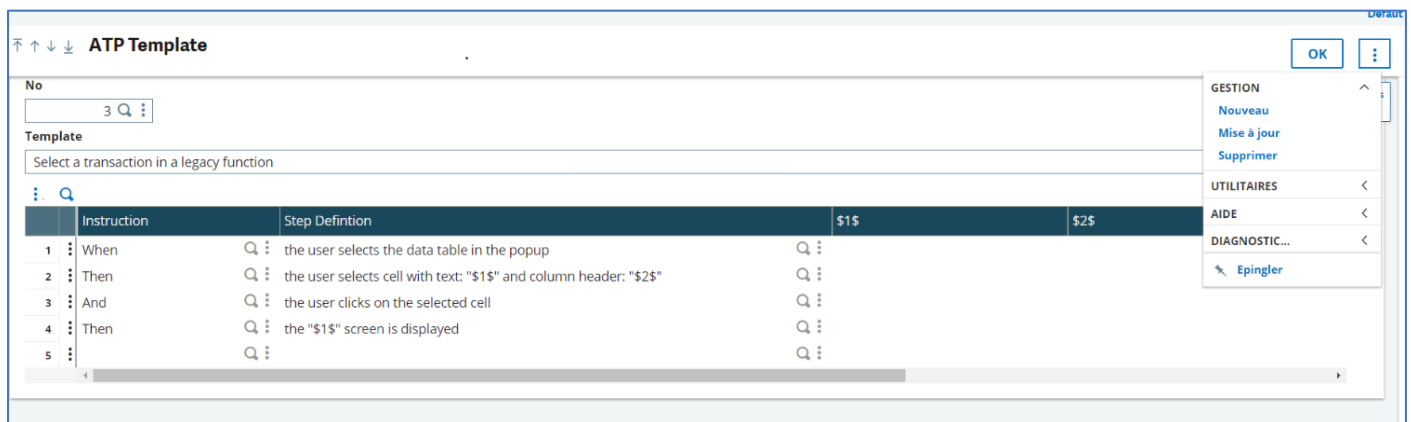 Défaut
ATP Template
OK
No
3
Template
Select a transaction in a legacy function
Instruction Step Defintion $1$ $2$
1 When the user selects the data table in the popup
2 Then the user selects cell with text: "$1$" and column header: "$2$"
3 And the user clicks on the selected cell
4 Then the "$1$" screen is displayed
5
GESTION
Nouveau
Mise à jour
Supprimer
UTILITAIRES
AIDE
DIAGNOSTIC...
Epingler